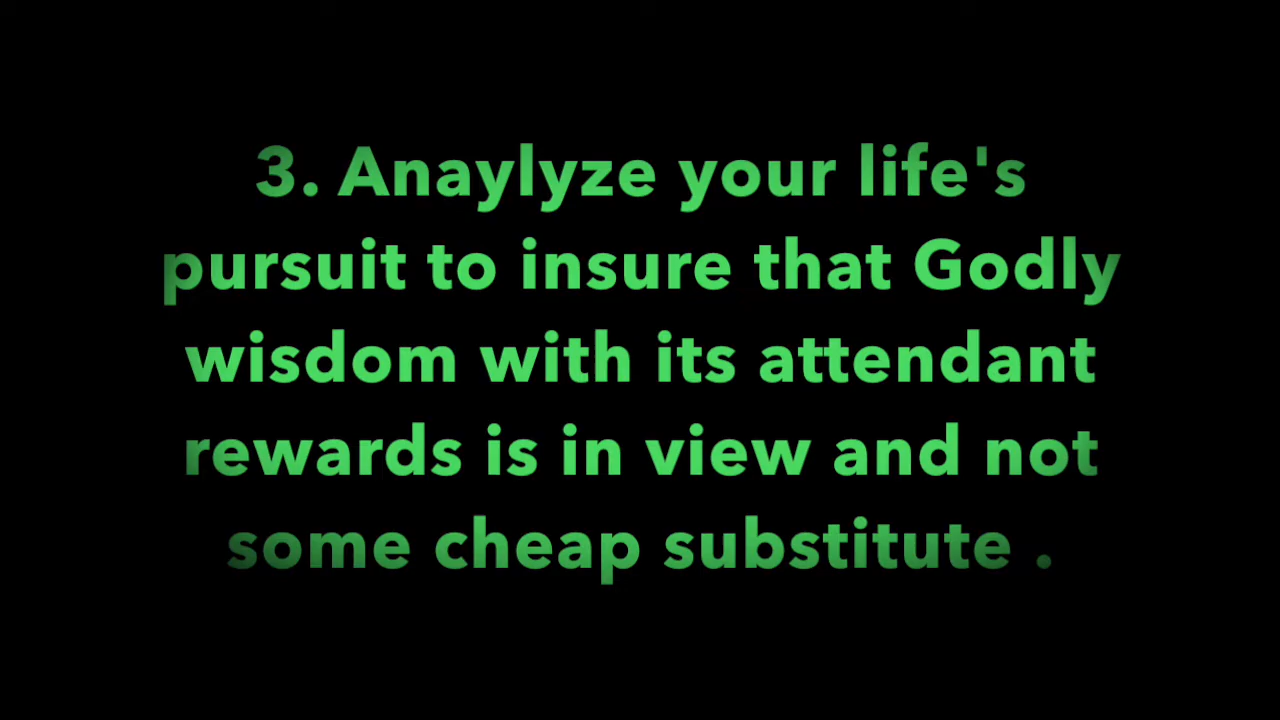 3. Anaylyze your life's
pursuit to insure that Godly
wisdom with its attendant
rewards is in view and not
some cheap substitute .